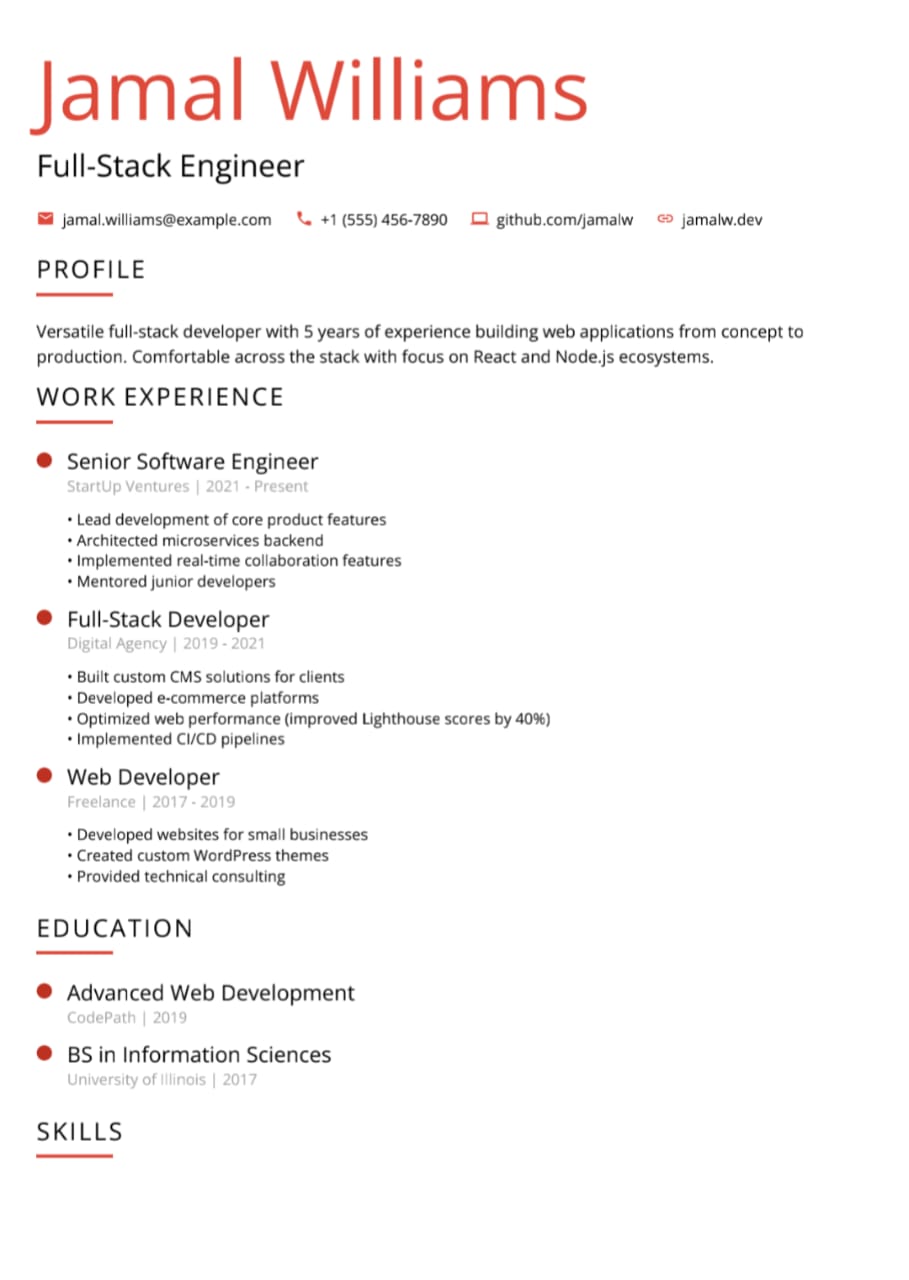 Jamal Williams
Full-Stack Engineer
jamal.williams@example.com +1 (555) 456-7890 github.com/jamalw jamalw.dev
PROFILE
Versatile full-stack developer with 5 years of experience building web applications from concept to
production. Comfortable across the stack with focus on React and Node.js ecosystems.
WORK EXPERIENCE
Senior Software Engineer
StartUp Ventures | 2021 - Present
• Lead development of core product features
• Architected microservices backend
• Implemented real-time collaboration features
• Mentored junior developers
Full-Stack Developer
Digital Agency | 2019 - 2021
• Built custom CMS solutions for clients
• Developed e-commerce platforms
• Optimized web performance (improved Lighthouse scores by 40%)
• Implemented CI/CD pipelines
Web Developer
Freelance | 2017 - 2019
• Developed websites for small businesses
• Created custom WordPress themes
• Provided technical consulting
EDUCATION
Advanced Web Development
CodePath | 2019
BS in Information Sciences
University of Illinois | 2017
SKILLS